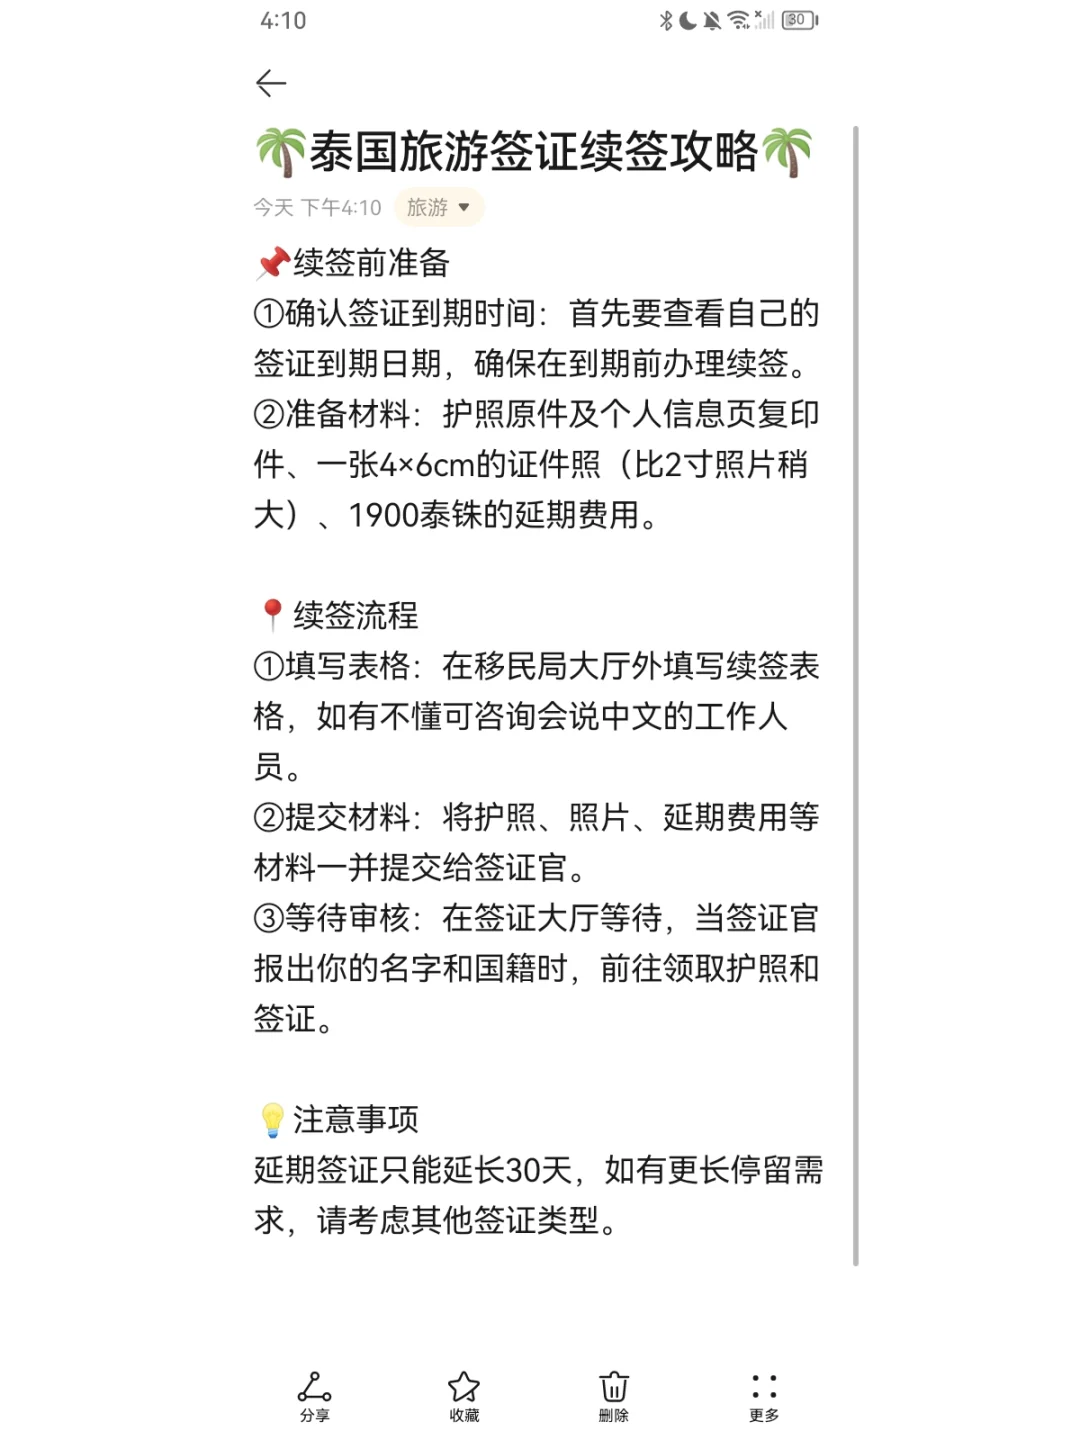 4:10
30
🌴泰国旅游签证续签攻略🌴
今天 下午4:10 旅游
📌续签前准备
①确认签证到期时间：首先要查看自己的
签证到期日期，确保在到期前办理续签。
②准备材料：护照原件及个人信息页复印
件、一张4×6cm的证件照（比2寸照片稍
大）、1900泰铢的延期费用。
📍续签流程
①填写表格：在移民局大厅外填写续签表
格，如有不懂可咨询会说中文的工作人
员。
②提交材料：将护照、照片、延期费用等
材料一并提交给签证官。
③等待审核：在签证大厅等待，当签证官
报出你的名字和国籍时，前往领取护照和
签证。
💡注意事项
延期签证只能延长30天，如有更长停留需
求，请考虑其他签证类型。
分享 收藏 删除 更多